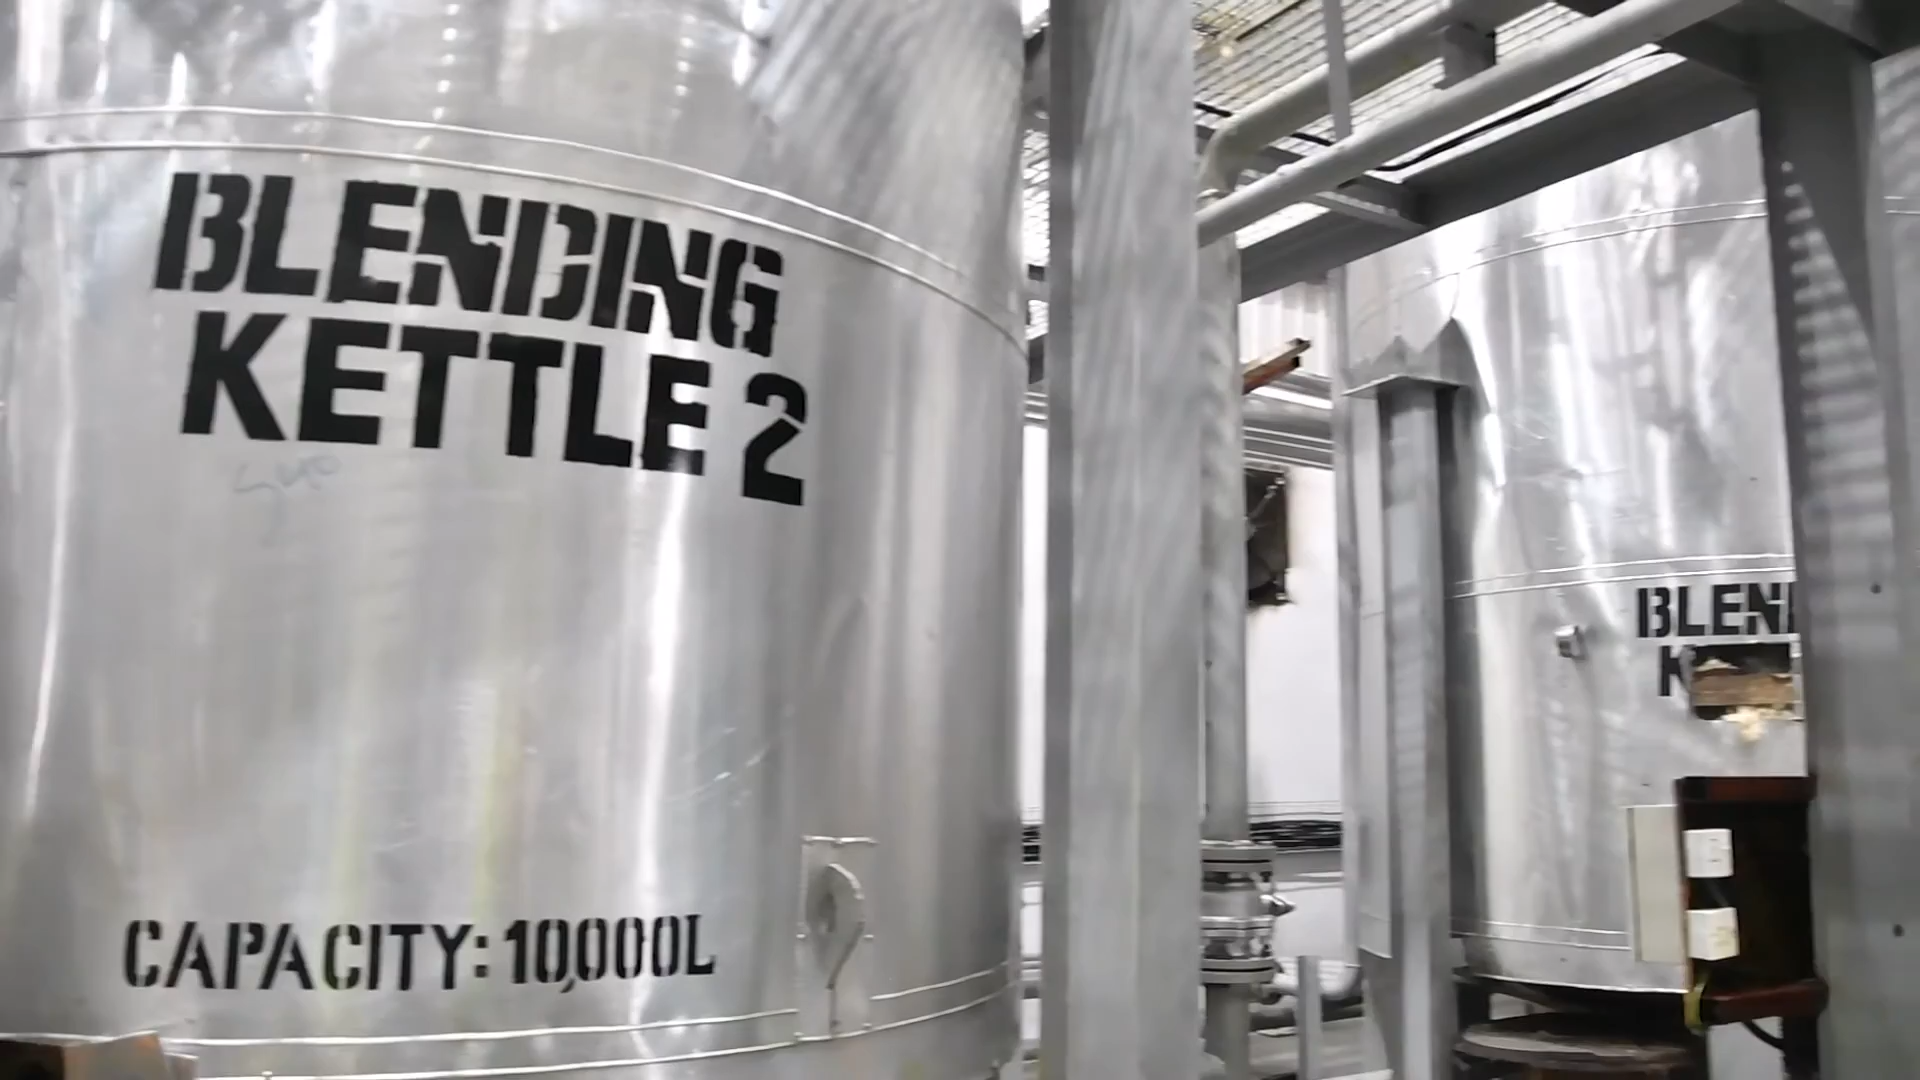 BLENDING
KETTLE 2
CAPACITY: 10,000L
BLEN
K